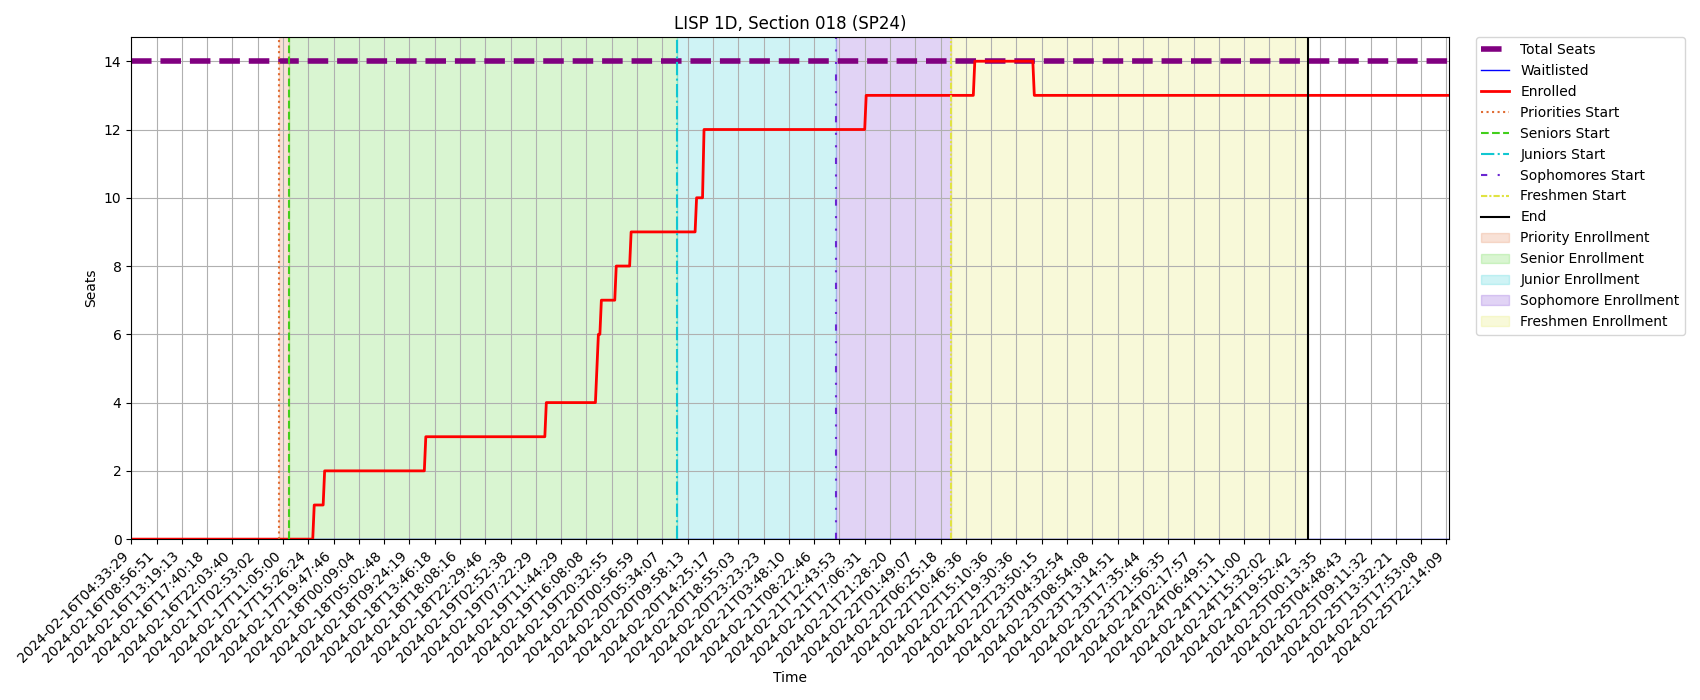 LISP 1D, Section 018 (SP24)
Seats
14
12
10
8
6
4
2
0
2024-02-16T04:33:29
2024-02-16T08:56:51
2024-02-16T13:19:13
2024-02-16T17:40:18
2024-02-16T22:03:40
2024-02-17T02:53:02
2024-02-17T11:05:00
2024-02-17T15:26:24
2024-02-17T19:47:46
2024-02-18T00:09:04
2024-02-18T05:02:48
2024-02-18T09:24:19
2024-02-18T13:46:18
2024-02-18T18:08:16
2024-02-18T22:29:46
2024-02-19T02:52:38
2024-02-19T07:22:29
2024-02-19T11:44:29
2024-02-19T16:08:08
2024-02-19T20:32:55
2024-02-20T00:56:59
2024-02-20T05:34:07
2024-02-20T09:58:13
2024-02-20T14:25:17
2024-02-20T18:55:03
2024-02-20T23:23:23
2024-02-21T03:48:10
2024-02-21T08:22:46
2024-02-21T12:43:53
2024-02-21T17:06:31
2024-02-21T21:28:20
2024-02-22T01:49:07
2024-02-22T06:25:18
2024-02-22T10:46:36
2024-02-22T15:10:36
2024-02-22T19:30:36
2024-02-22T23:50:15
2024-02-23T04:32:54
2024-02-23T08:54:08
2024-02-23T13:14:51
2024-02-23T17:35:44
2024-02-23T21:56:35
2024-02-24T02:17:57
2024-02-24T06:49:51
2024-02-24T11:11:00
2024-02-24T15:32:02
2024-02-24T19:52:42
2024-02-25T00:13:35
2024-02-25T04:48:43
2024-02-25T09:11:32
2024-02-25T13:32:21
2024-02-25T17:53:08
2024-02-25T22:14:09
Time
Total Seats
Waitlisted
Enrolled
Priorities Start
Seniors Start
Juniors Start
Sophomores Start
Freshmen Start
End
Priority Enrollment
Senior Enrollment
Junior Enrollment
Sophomore Enrollment
Freshmen Enrollment